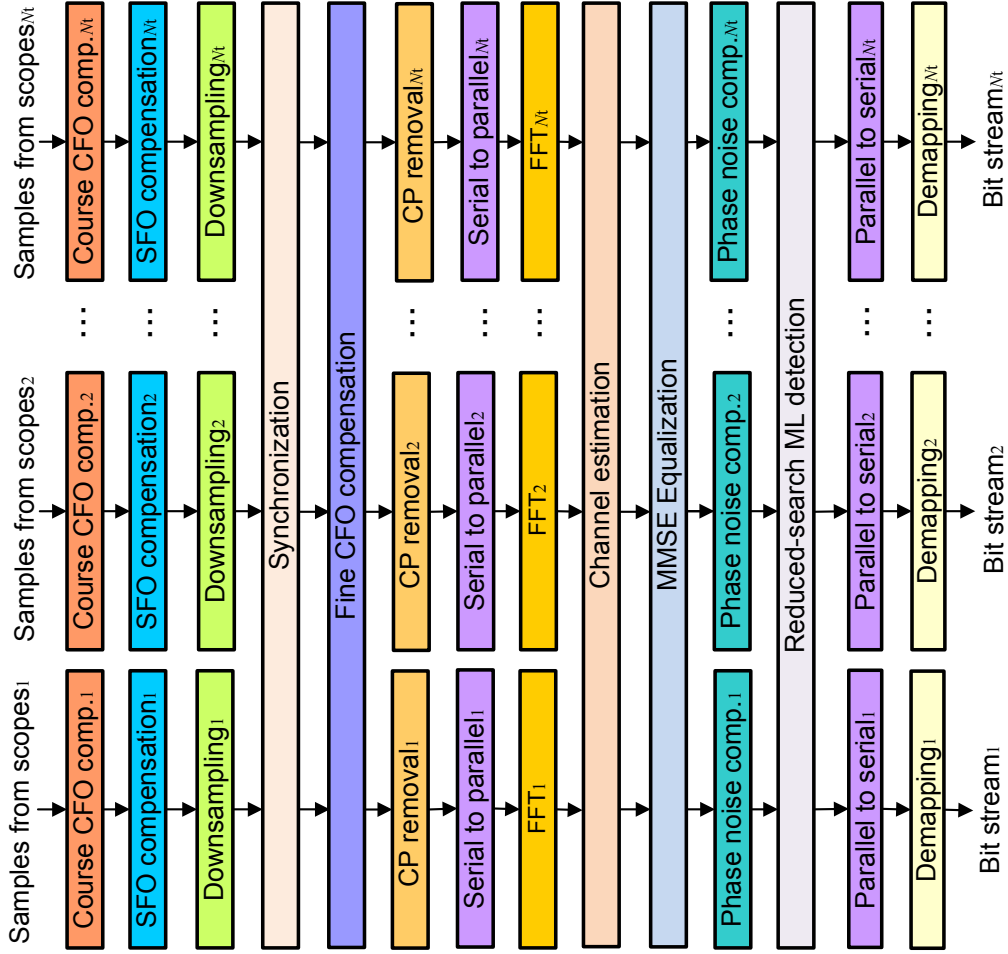 Samples from scopes1
Samples from scopes2
Samples from scopesNt
Course CFO comp.1
Course CFO comp.2
...
Course CFO comp.Nt
SFO compensation1
SFO compensation2
...
SFO compensationNt
Downsampling1
Downsampling2
...
DownsamplingNt
Synchronization
Fine CFO compensation
CP removal1
CP removal2
...
CP removalNt
Serial to parallel1
Serial to parallel2
...
Serial to parallelNt
FFT1
FFT2
...
FFTNt
Channel estimation
MMSE Equalization
Phase noise comp.1
Phase noise comp.2
...
Phase noise comp.Nt
Reduced-search ML detection
Parallel to serial1
Parallel to serial2
...
Parallel to serialNt
Demapping1
Demapping2
...
DemappingNt
Bit stream1
Bit stream2
Bit streamNt